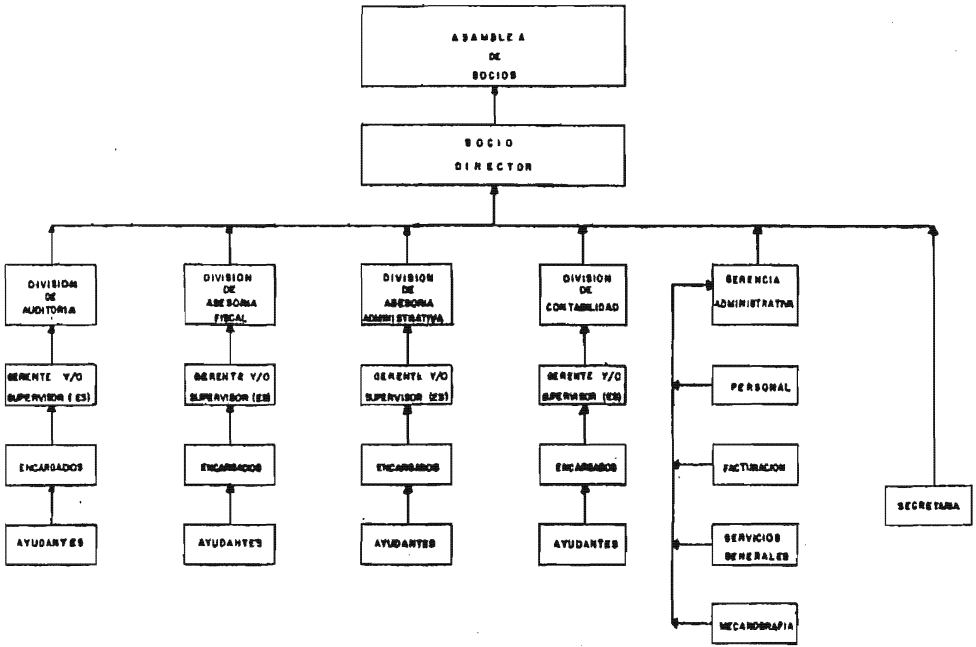 ASAMBLEA
DE
SOCIOS
SOCIO
DIRECTOR
DIVISION
DE
AUDITORIA
DIVISION
DE
ASESORIA
FISCAL
DIVISION
DE
ASESORIA
ADMINISTRATIVA
DIVISION
DE
CONTABILIDAD
GERENCIA
ADMINISTRATIVA
GERENTE Y/O
SUPERVISOR (ES)
GERENTE Y/O
SUPERVISOR (ES)
GERENTE Y/O
SUPERVISOR (ES)
GERENTE Y/O
SUPERVISOR (ES)
PERSONAL
ENCARGADOS
ENCARGADOS
ENCARGADOS
ENCARGADOS
FACTURACION
SECRETARIA
AYUDANTES
AYUDANTES
AYUDANTES
AYUDANTES
SERVICIOS
GENERALES
MECANOGRAFIA